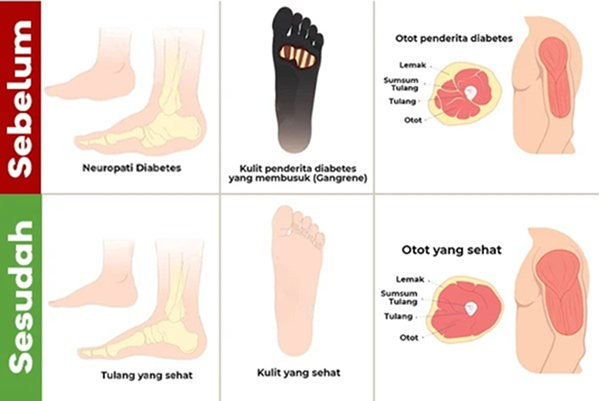 Sebelum
Neuropati Diabetes
Kulit penderita diabetes
yang membusuk (Gangrene)
Otot penderita diabetes
Lemak
Sumsum
Tulang
Tulang
Otot
Sesudah
Tulang yang sehat
Kulit yang sehat
Otot yang sehat
Lemak
Sumsum
Tulang
Tulang
Otot